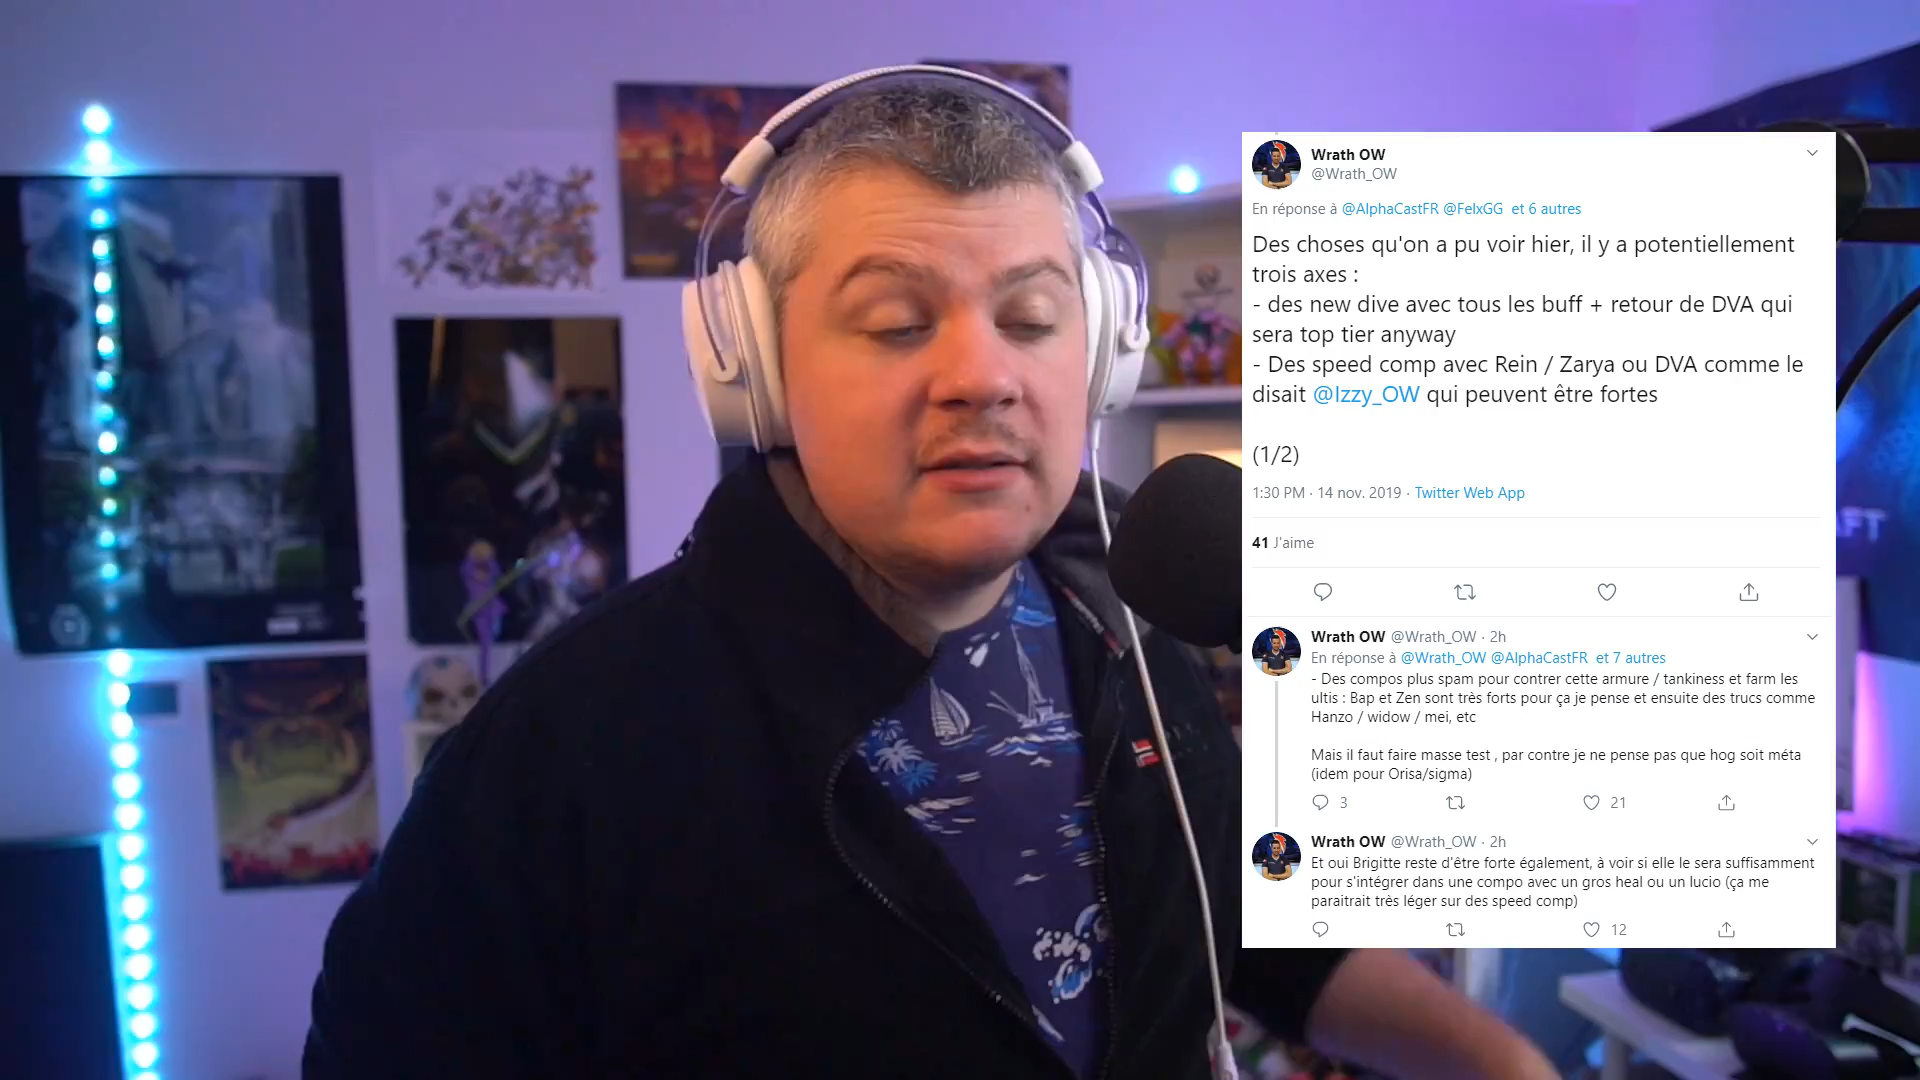 Wrath OW
@Wrath_OW
En réponse à @AlphaCastFR @FelxGG et 6 autres
Des choses qu'on a pu voir hier, il y a potentiellement
trois axes :
- des new dive avec tous les buff + retour de DVA qui
sera top tier anyway
- Des speed comp avec Rein / Zarya ou DVA comme le
disait @Izzy_OW qui peuvent être fortes
(1/2)
1:30 PM · 14 nov. 2019 · Twitter Web App
41 J'aime
Wrath OW @Wrath_OW · 2h
En réponse à @Wrath_OW @AlphaCastFR et 7 autres
- Des compos plus spam pour contrer cette armure / tankiness et farm les
ultis : Bap et Zen sont très forts pour ça je pense et ensuite des trucs comme
Hanzo / widow / mei, etc
Mais il faut faire masse test , par contre je ne pense pas que hog soit méta
(idem pour Orisa/sigma)
3 21
Wrath OW @Wrath_OW · 2h
Et oui Brigitte reste d'être forte également, à voir si elle le sera suffisamment
pour s'intégrer dans une compo avec un gros heal ou un lucio (ça me
paraitrait très léger sur des speed comp)
12